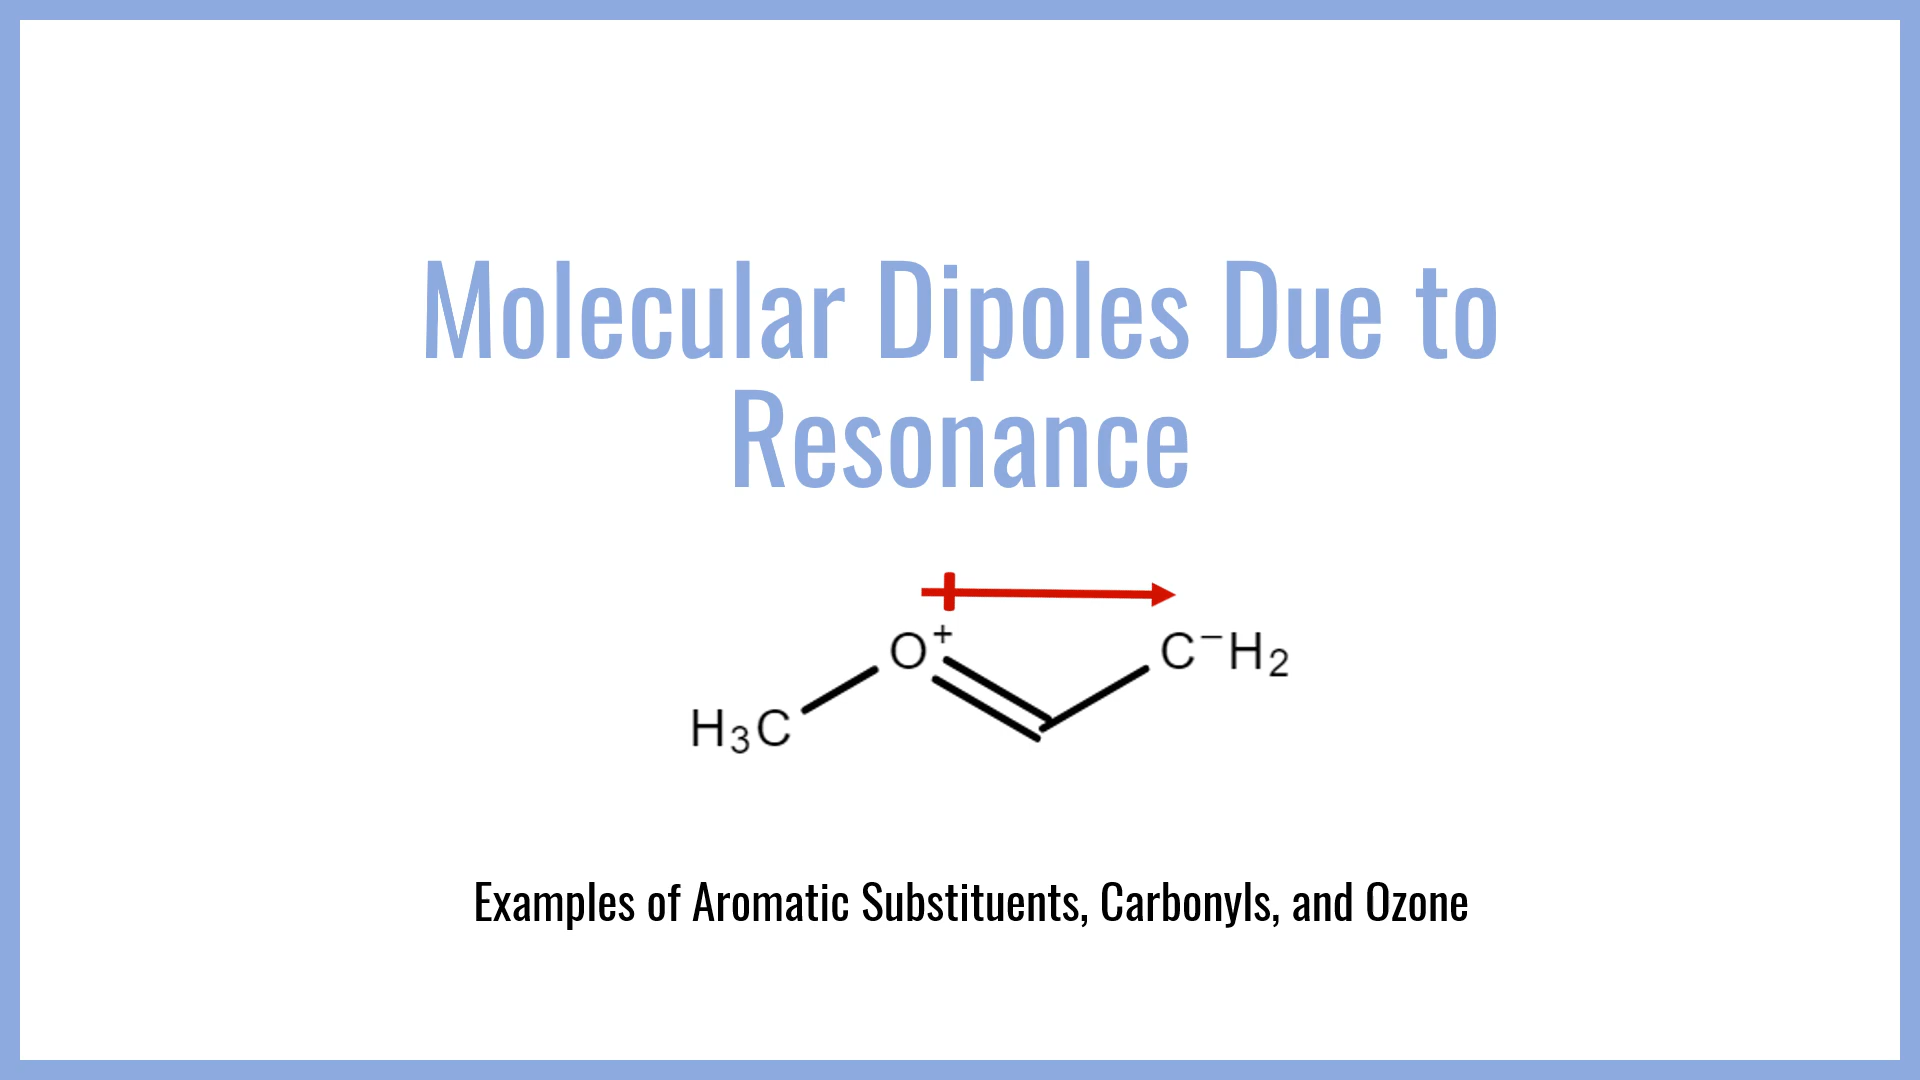 Molecular Dipoles Due to
Resonance
O⁺ C⁻H₂
H₃C
Examples of Aromatic Substituents, Carbonyls, and Ozone